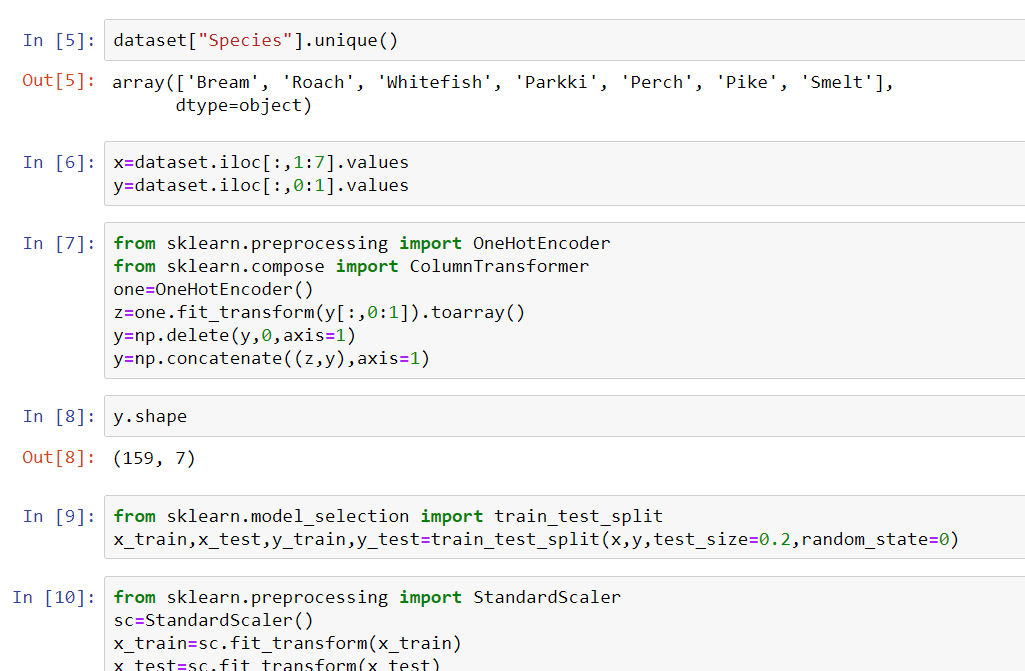 In [5]: dataset["Species"].unique()
Out[5]: array(['Bream', 'Roach', 'Whitefish', 'Parkki', 'Perch', 'Pike', 'Smelt'],
dtype=object)
In [6]: x=dataset.iloc[:,1:7].values
y=dataset.iloc[:,0:1].values
In [7]: from sklearn.preprocessing import OneHotEncoder
from sklearn.compose import ColumnTransformer
one=OneHotEncoder()
z=one.fit_transform(y[:,0:1]).toarray()
y=np.delete(y,0,axis=1)
y=np.concatenate((z,y),axis=1)
In [8]: y.shape
Out[8]: (159, 7)
In [9]: from sklearn.model_selection import train_test_split
x_train,x_test,y_train,y_test=train_test_split(x,y,test_size=0.2,random_state=0)
In [10]: from sklearn.preprocessing import StandardScaler
sc=StandardScaler()
x_train=sc.fit_transform(x_train)
x_test=sc.fit_transform(x_test)